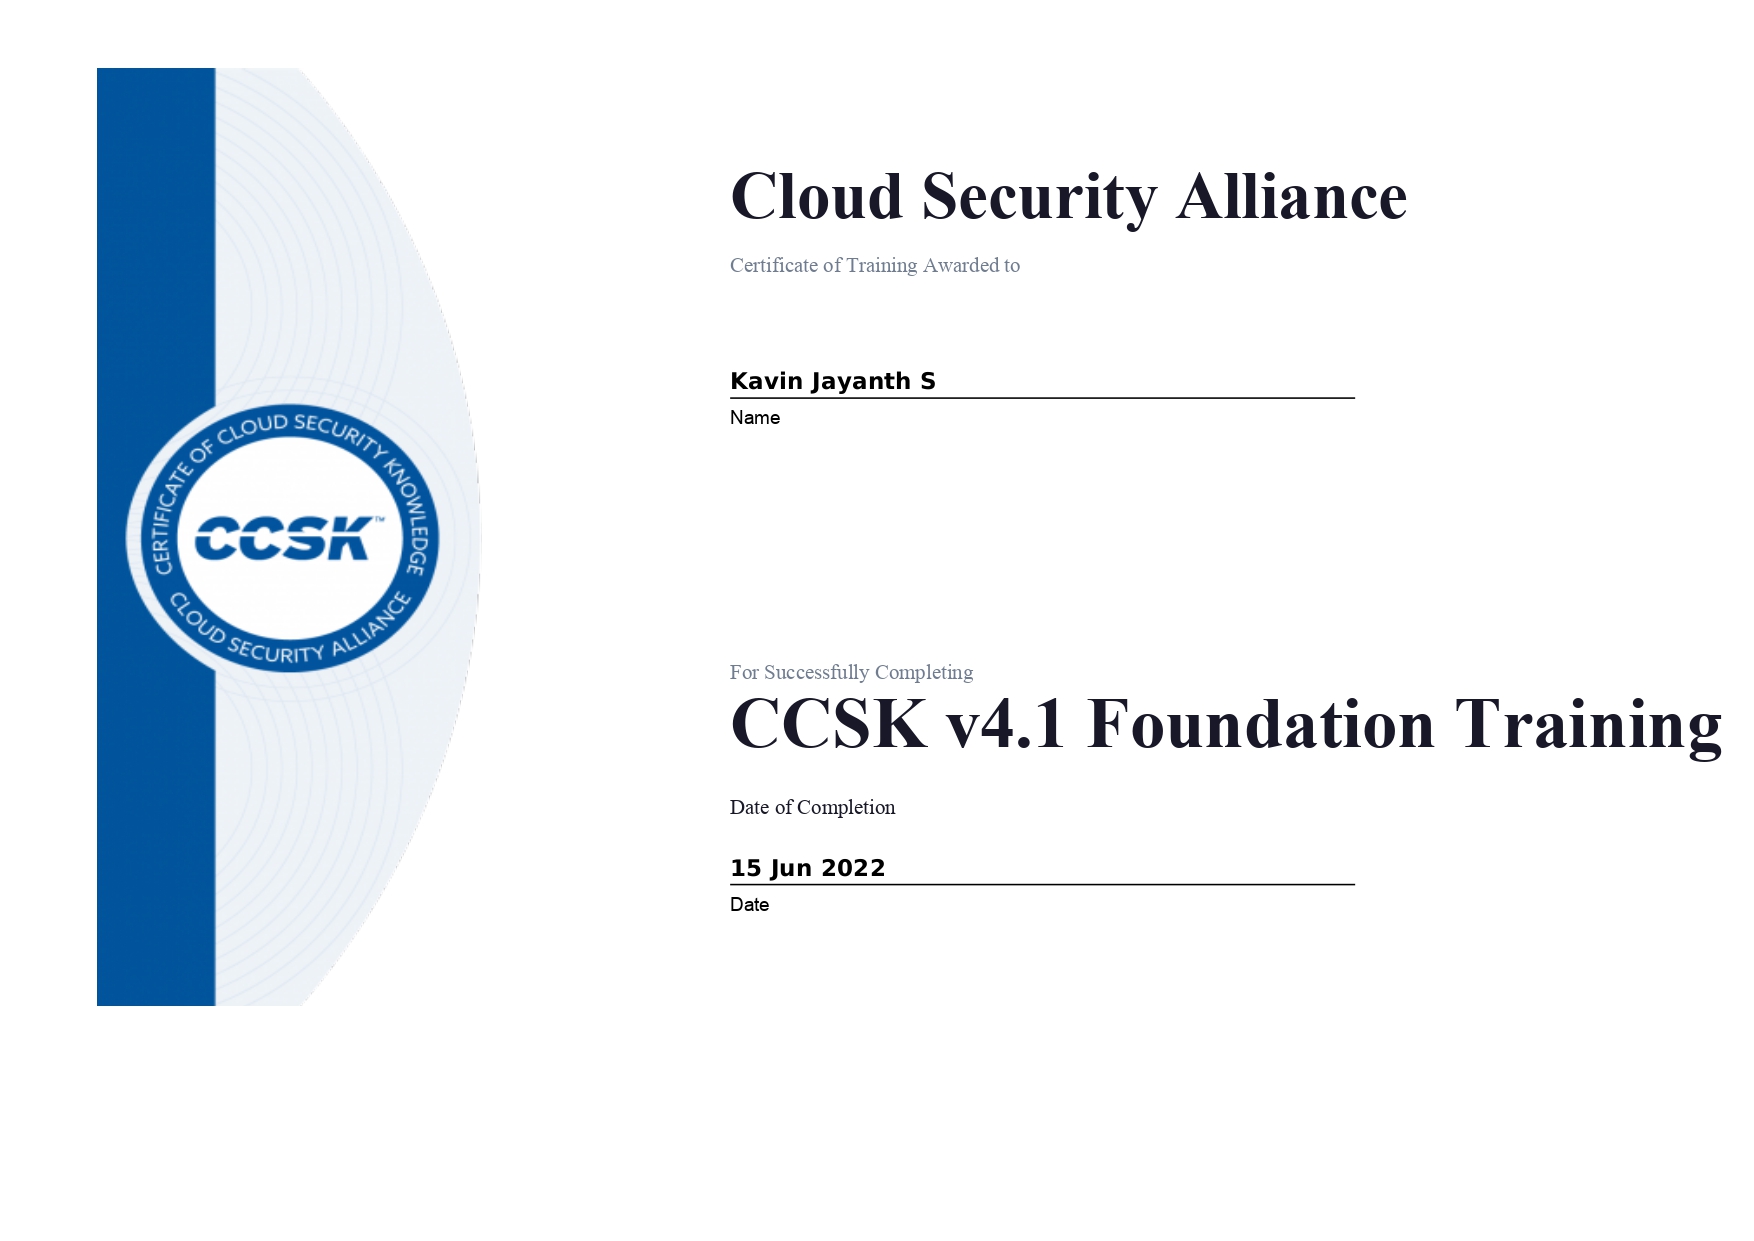 CERTIFICATE OF CLOUD SECURITY KNOWLEDGE
CCSK™
CLOUD SECURITY ALLIANCE
Cloud Security Alliance
Certificate of Training Awarded to
Kavin Jayanth S
Name
For Successfully Completing
CCSK v4.1 Foundation Training
Date of Completion
15 Jun 2022
Date